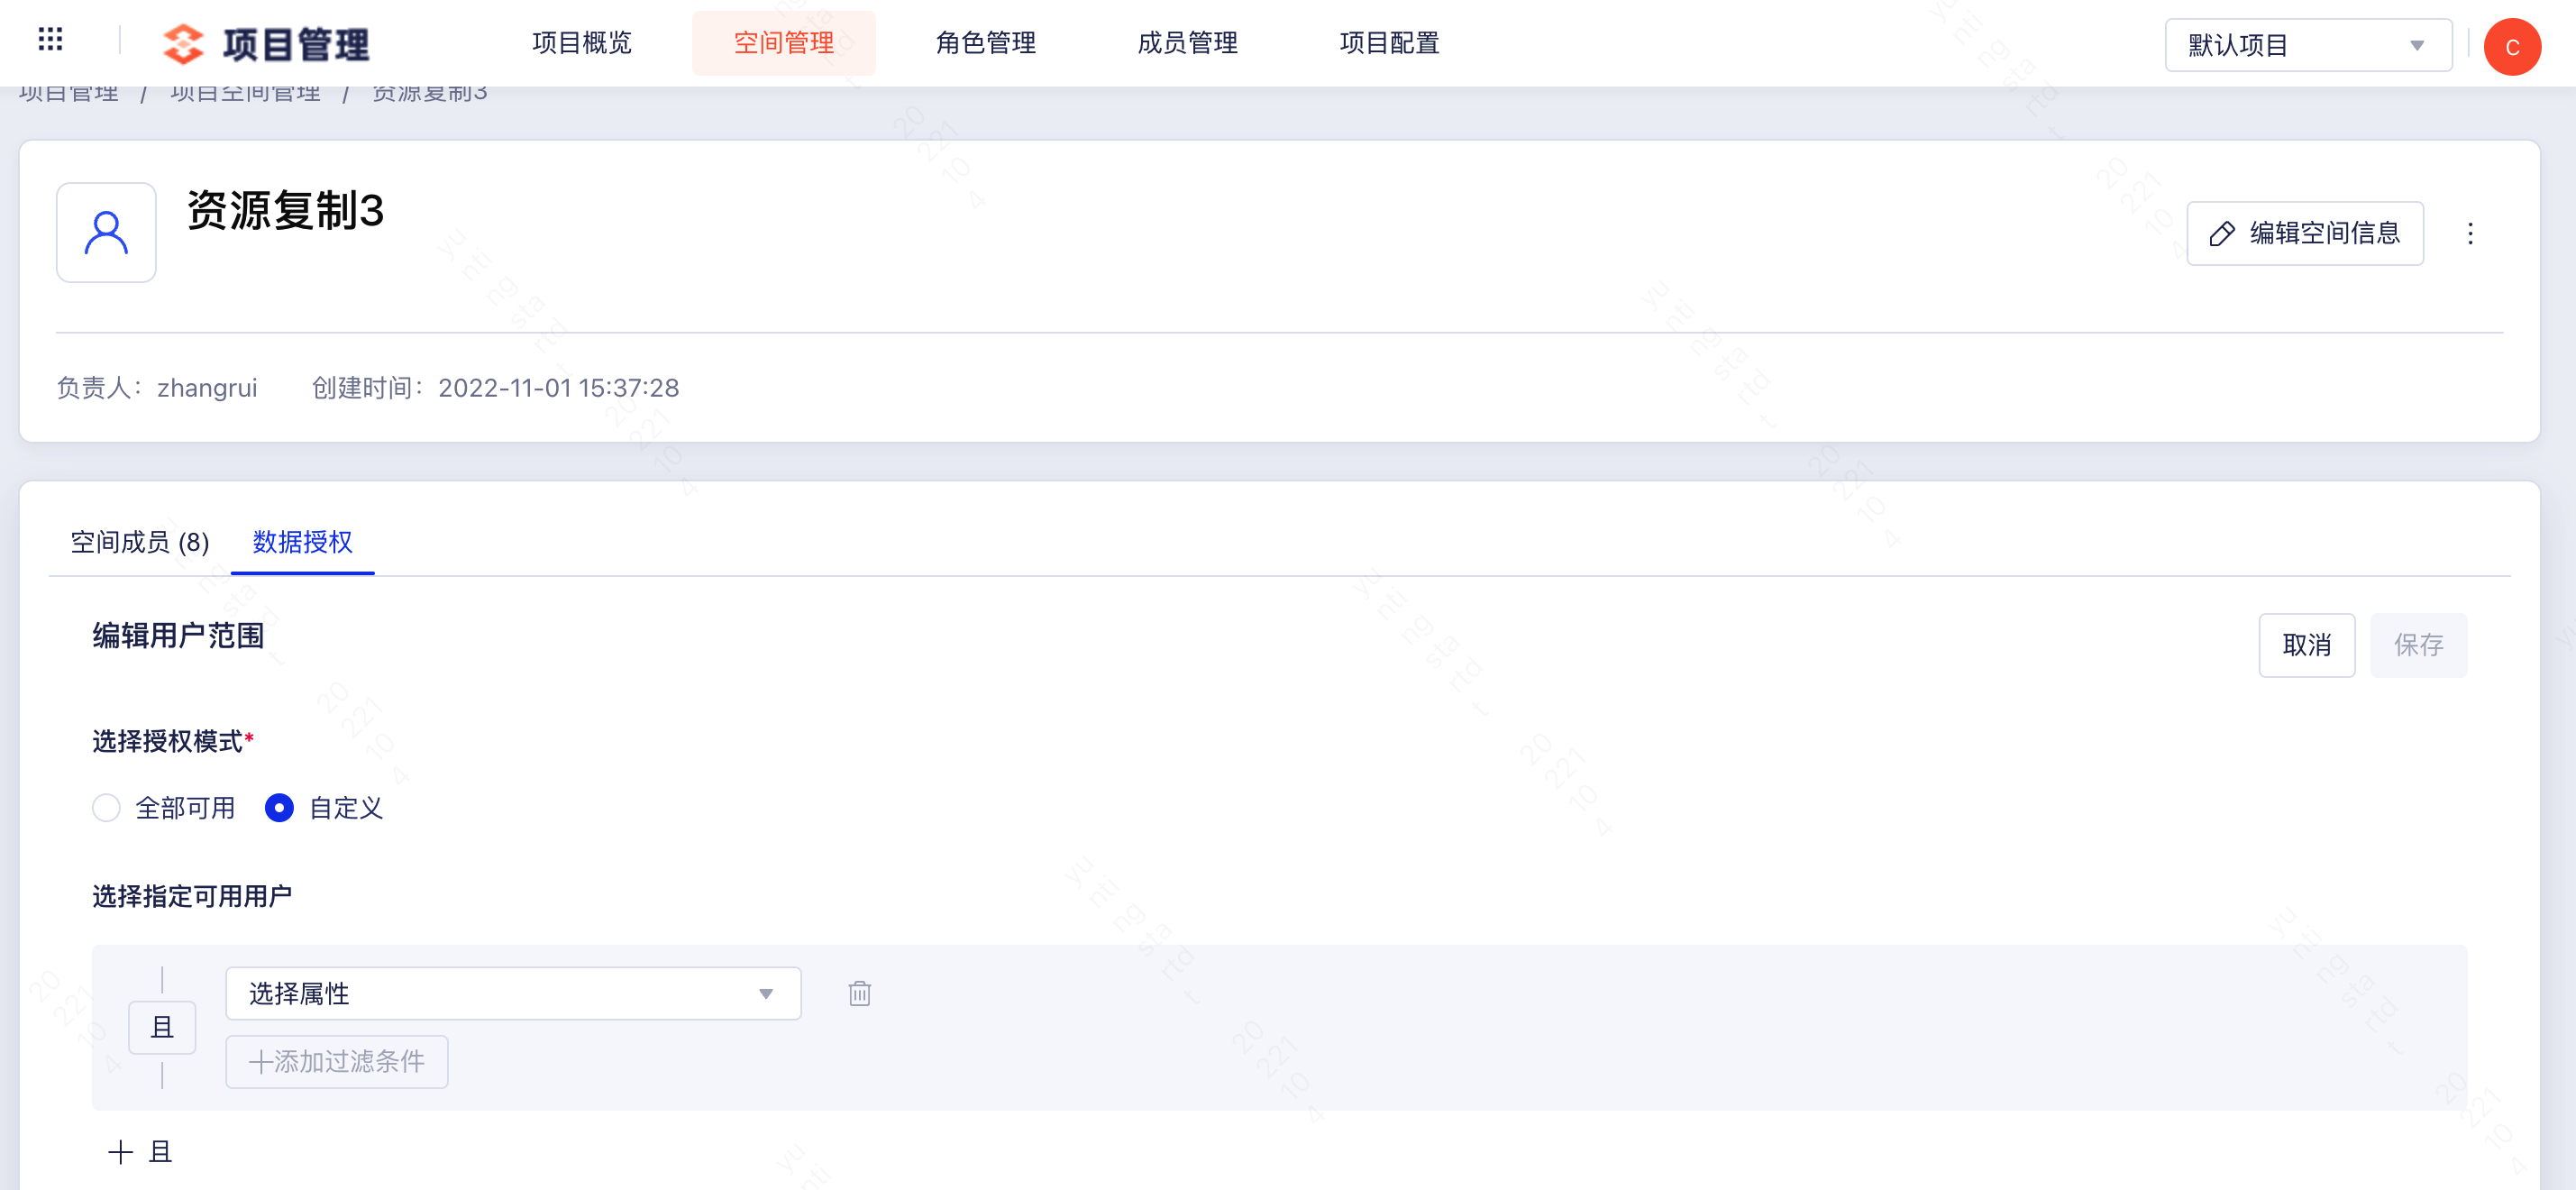 项目管理 项目概览 空间管理 角色管理 成员管理 项目配置 默认项目 C
项目管理 / 项目空间管理 / 资源复制3
资源复制3
编辑空间信息
负责人：zhangrui 创建时间：2022-11-01 15:37:28
空间成员 (8) 数据授权
编辑用户范围
取消 保存
选择授权模式*
全部可用 自定义
选择指定可用用户
选择属性
且
添加过滤条件
且